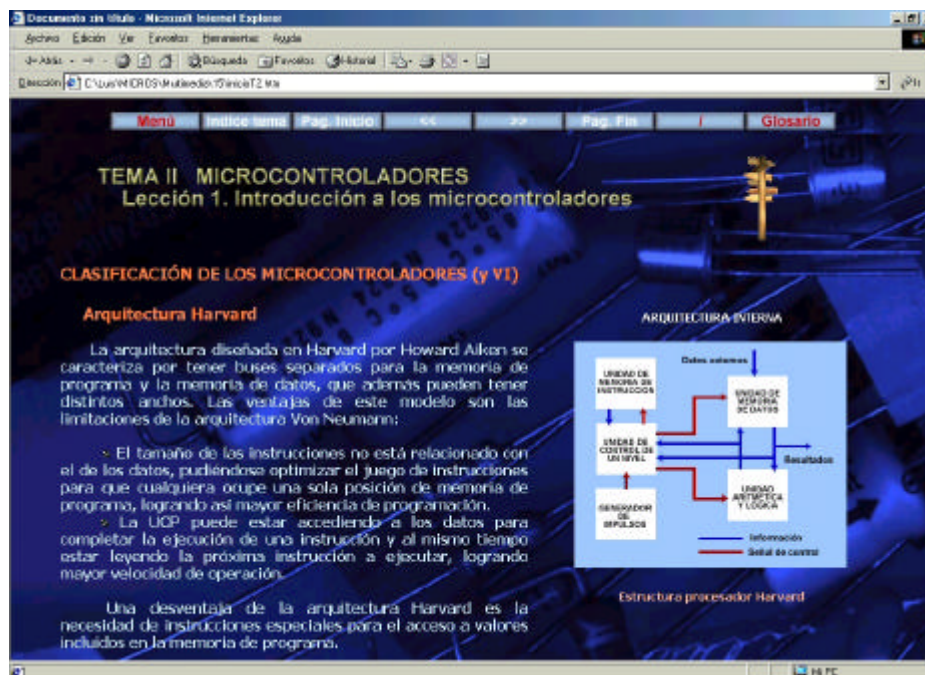 Documento sin título - Microsoft Internet Explorer
Archivo Edición Ver Favoritos Herramientas Ayuda
Atrás Búsqueda Favoritos Historial
Dirección
Menú Indice tema Pag. Inicio << >> Pag. Fin i Glosario
TEMA II MICROCONTROLADORES
Lección 1. Introducción a los microcontroladores
CLASIFICACIÓN DE LOS MICROCONTROLADORES (y VI)
Arquitectura Harvard
La arquitectura diseñada en Harvard por Howard Aiken se
caracteriza por tener buses separados para la memoria de
programa y la memoria de datos, que además pueden tener
distintos anchos. Las ventajas de este modelo son las
limitaciones de la arquitectura Von Neumann:
El tamaño de las instrucciones no está relacionado con
el de los datos, pudiéndose optimizar el juego de instrucciones
para que cualquiera ocupe una sola posición de memoria de
programa, logrando así mayor eficiencia de programación.
La UCP puede estar accediendo a los datos para
completar la ejecución de una instrucción y al mismo tiempo
estar leyendo la próxima instrucción a ejecutar, logrando
mayor velocidad de operación.
Una desventaja de la arquitectura Harvard es la
necesidad de instrucciones especiales para el acceso a valores
incluidos en la memoria de programa.
ARQUITECTURA INTERNA
Datos externos
UNIDAD DE
MEMORIA DE
INSTRUCCION
UNIDAD DE
MEMORIA
DE DATOS
UNIDAD DE
CONTROL DE
UN NIVEL
Resultados
UNIDAD
ARITMETICA
Y LOGICA
GENERADOR
DE
IMPULSOS
Información
Señal de control
Estructura procesador Harvard
Mi PC